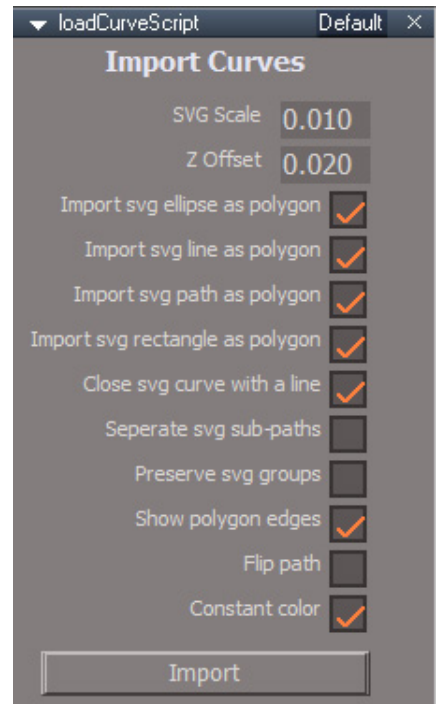 loadCurveScript Default ×
Import Curves
SVG Scale 0.010
Z Offset 0.020
Import svg ellipse as polygon
Import svg line as polygon
Import svg path as polygon
Import svg rectangle as polygon
Close svg curve with a line
Seperate svg sub-paths
Preserve svg groups
Show polygon edges
Flip path
Constant color
Import